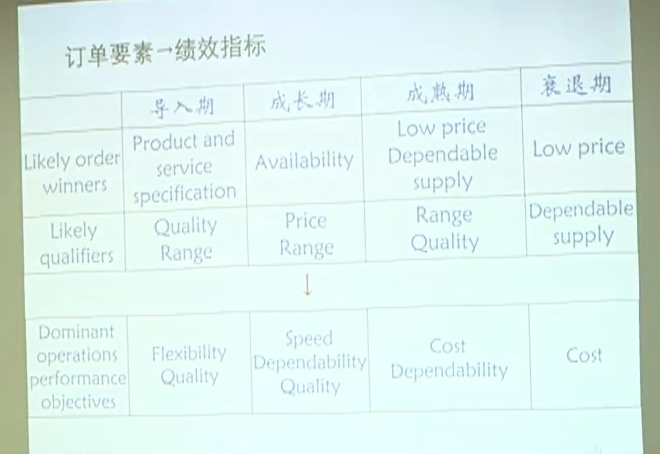 订单要素→绩效指标
导入期 成长期 成熟期 衰退期
Likely order winners
Product and service specification
Availability
Low price
Dependable supply
Low price
Likely qualifiers
Quality
Range
Price
Range
Range
Quality
Dependable supply
↓
Dominant operations performance objectives
Flexibility
Quality
Speed
Dependability
Quality
Cost
Dependability
Cost